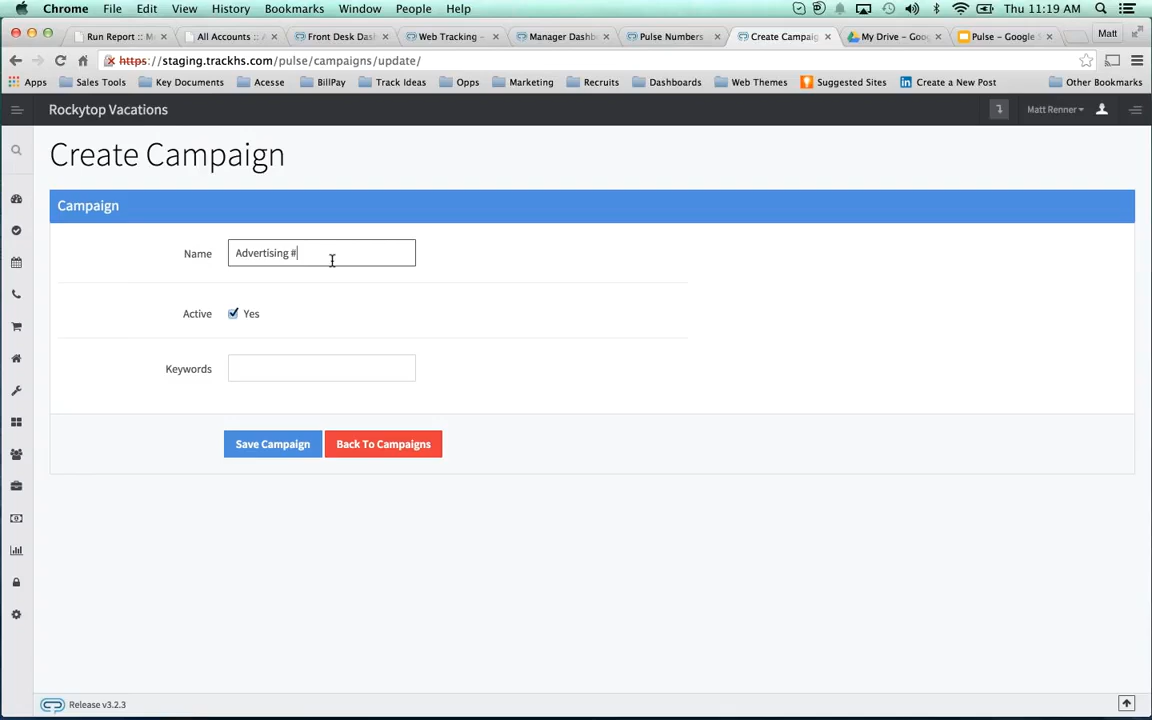 Chrome File Edit View History Bookmarks Window People Help Thu 11:19 AM
Run Report :: M All Accounts :: A Front Desk Das Web Tracking – Manager Dashb Pulse Numbers Create Campaig My Drive – Goog Pulse – Google S Matt
https://staging.trackhs.com/pulse/campaigns/update/
Apps Sales Tools Key Documents Acesse BillPay Track Ideas Opps Marketing Recruits Dashboards Web Themes Suggested Sites Create a New Post Other Bookmarks
Rockytop Vacations Matt Renner
Create Campaign
Campaign
Name Advertising #
Active Yes
Keywords
Save Campaign Back To Campaigns
Release v3.2.3